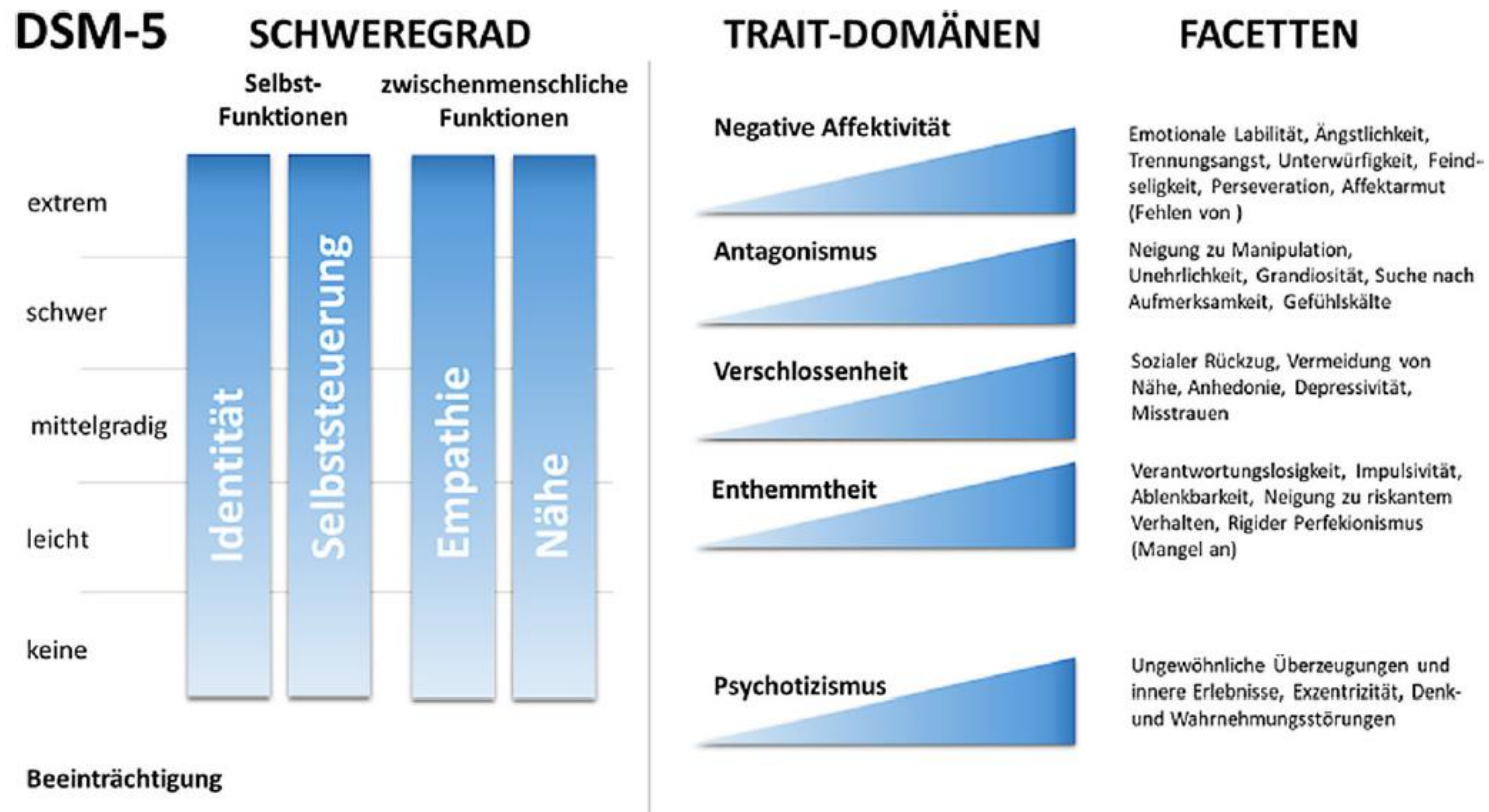 DSM-5 SCHWEREGRAD
Selbst-
Funktionen
zwischenmenschliche
Funktionen
extrem
schwer
mittelgradig
leicht
keine
Identität
Selbststeuerung
Empathie
Nähe
Beeinträchtigung
TRAIT-DOMÄNEN
FACETTEN
Negative Affektivität
Emotionale Labilität, Ängstlichkeit,
Trennungsangst, Unterwürfigkeit, Feind-
seligkeit, Perseveration, Affektarmut
(Fehlen von )
Antagonismus
Neigung zu Manipulation,
Unehrlichkeit, Grandiosität, Suche nach
Aufmerksamkeit, Gefühlskälte
Verschlossenheit
Sozialer Rückzug, Vermeidung von
Nähe, Anhedonie, Depressivität,
Misstrauen
Enthemmtheit
Verantwortungslosigkeit, Impulsivität,
Ablenkbarkeit, Neigung zu riskantem
Verhalten, Rigider Perfekionismus
(Mangel an)
Psychotizismus
Ungewöhnliche Überzeugungen und
innere Erlebnisse, Exzentrizität, Denk-
und Wahrnehmungsstörungen